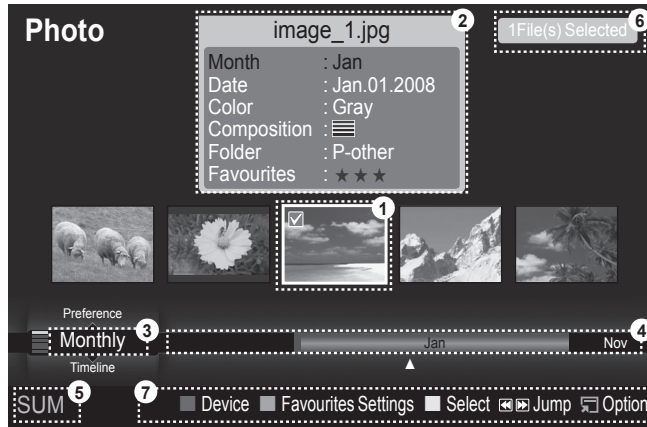 Photo
image_1.jpg
2
1File(s) Selected
6
Month : Jan
Date : Jan.01.2008
Color : Gray
Composition :
Folder : P-other
Favourites : ★★★
1
Preference
Monthly
3
Jan
Nov
4
Timeline
SUM
5
7
Device
Favourites Settings
Select
Jump
Option